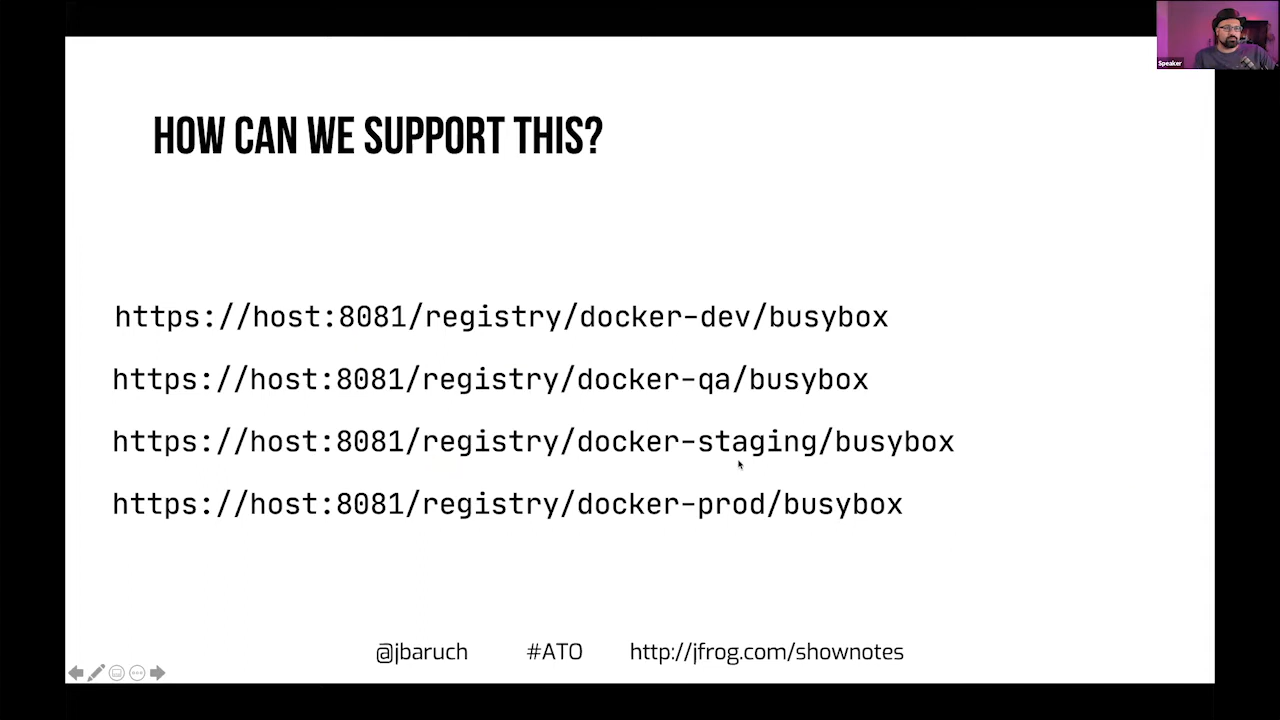 Speaker
HOW CAN WE SUPPORT THIS?
https://host:8081/registry/docker-dev/busybox
https://host:8081/registry/docker-qa/busybox
https://host:8081/registry/docker-staging/busybox
https://host:8081/registry/docker-prod/busybox
@jbaruch #ATO http://jfrog.com/shownotes